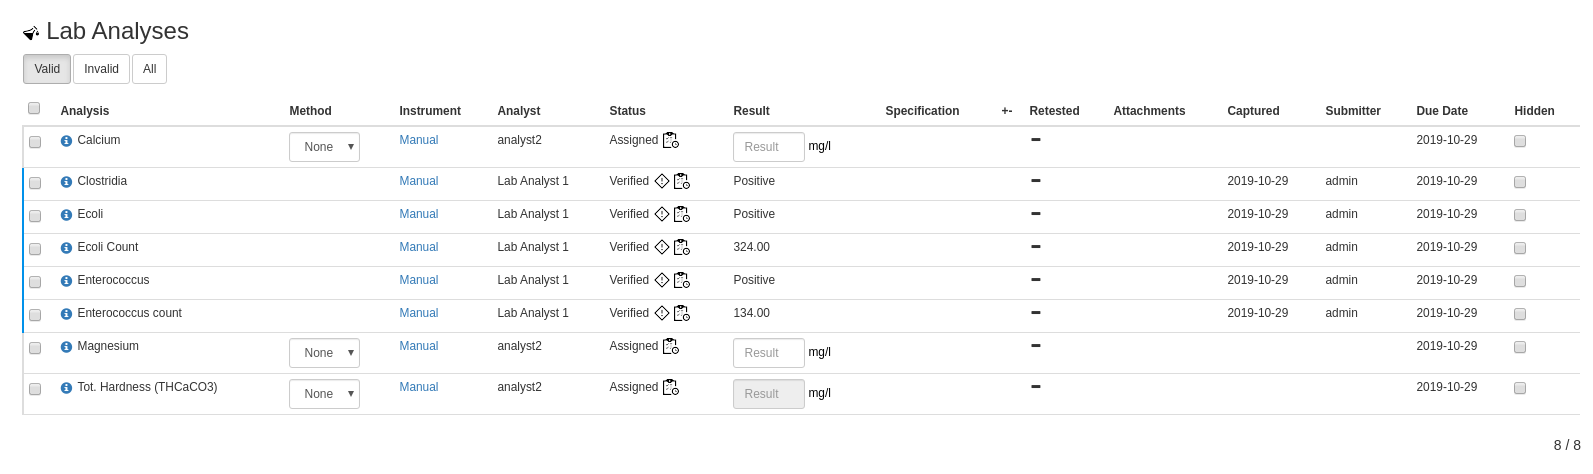 Lab Analyses
Valid Invalid All
Analysis Method Instrument Analyst Status Result Specification +- Retested Attachments Captured Submitter Due Date Hidden
Calcium None Manual analyst2 Assigned Result mg/l 2019-10-29
Clostridia Manual Lab Analyst 1 Verified Positive 2019-10-29 admin 2019-10-29
Ecoli Manual Lab Analyst 1 Verified Positive 2019-10-29 admin 2019-10-29
Ecoli Count Manual Lab Analyst 1 Verified 324.00 2019-10-29 admin 2019-10-29
Enterococcus Manual Lab Analyst 1 Verified Positive 2019-10-29 admin 2019-10-29
Enterococcus count Manual Lab Analyst 1 Verified 134.00 2019-10-29 admin 2019-10-29
Magnesium None Manual analyst2 Assigned Result mg/l 2019-10-29
Tot. Hardness (THCaCO3) None Manual analyst2 Assigned Result mg/l 2019-10-29
8 / 8